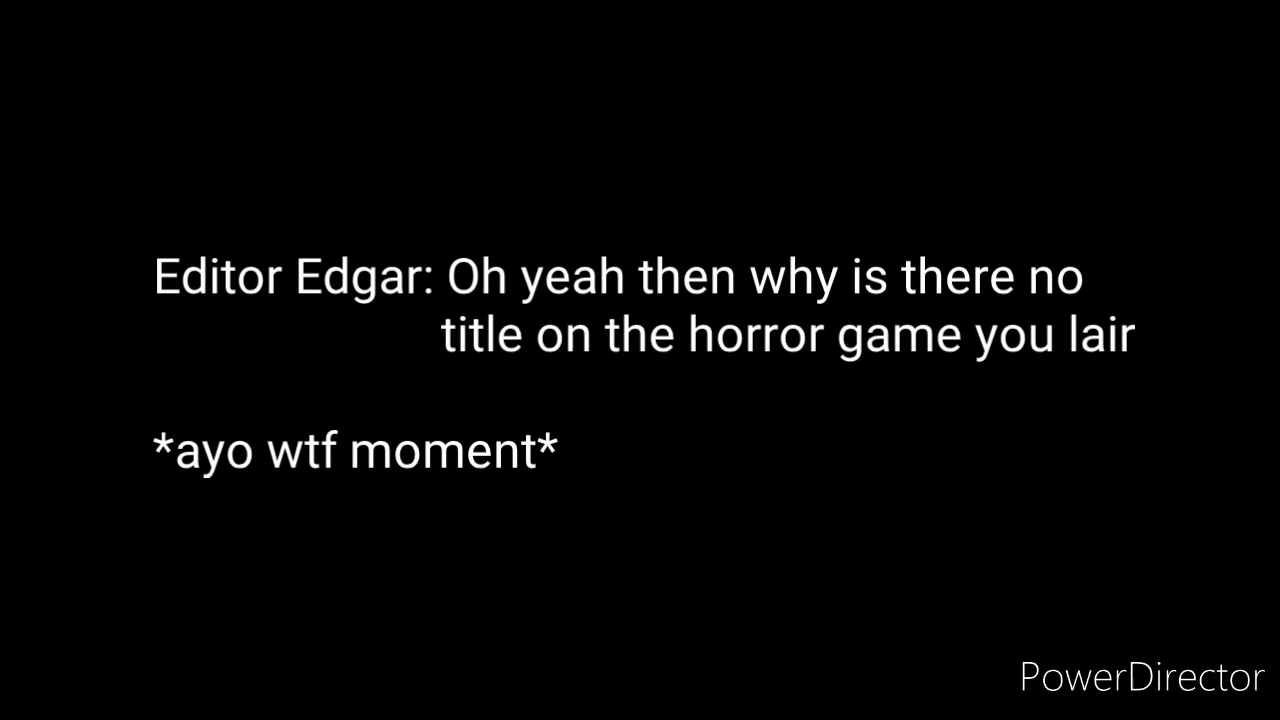 Editor Edgar: Oh yeah then why is there no
title on the horror game you lair
*ayo wtf moment*
PowerDirector